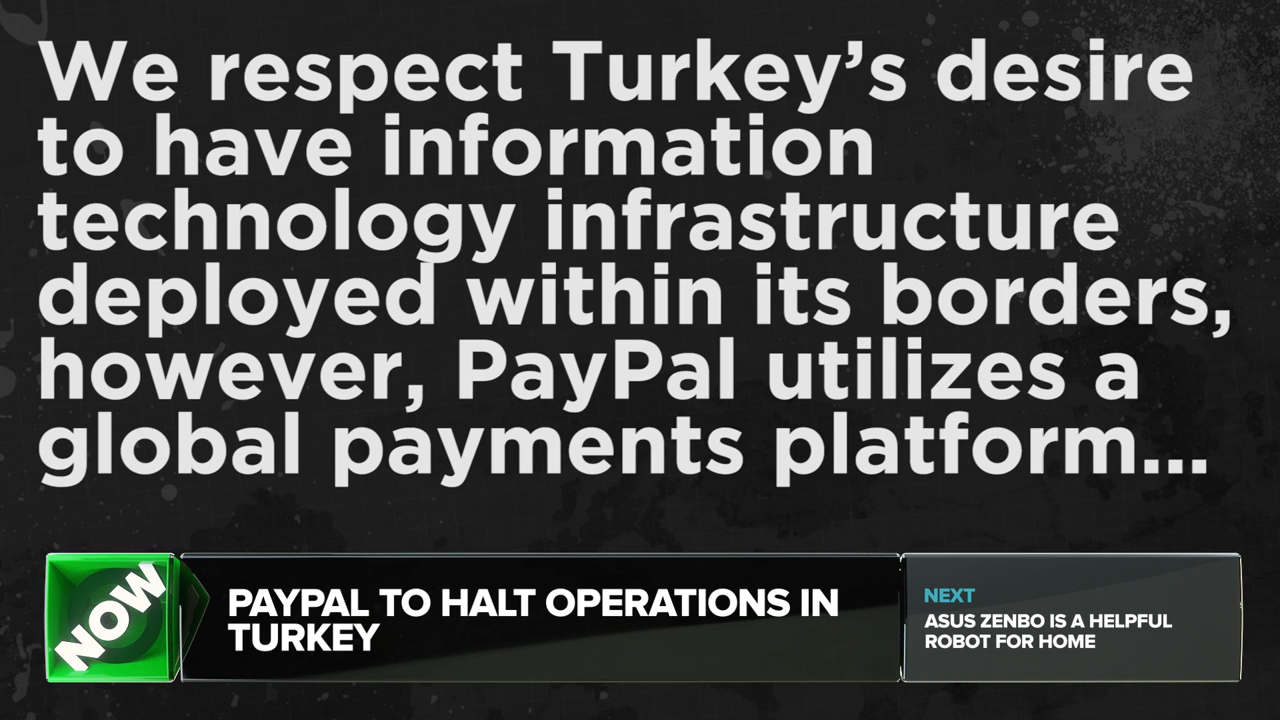 We respect Turkey’s desire
to have information
technology infrastructure
deployed within its borders,
however, PayPal utilizes a
global payments platform...
NOW
PAYPAL TO HALT OPERATIONS IN
TURKEY
NEXT
ASUS ZENBO IS A HELPFUL
ROBOT FOR HOME